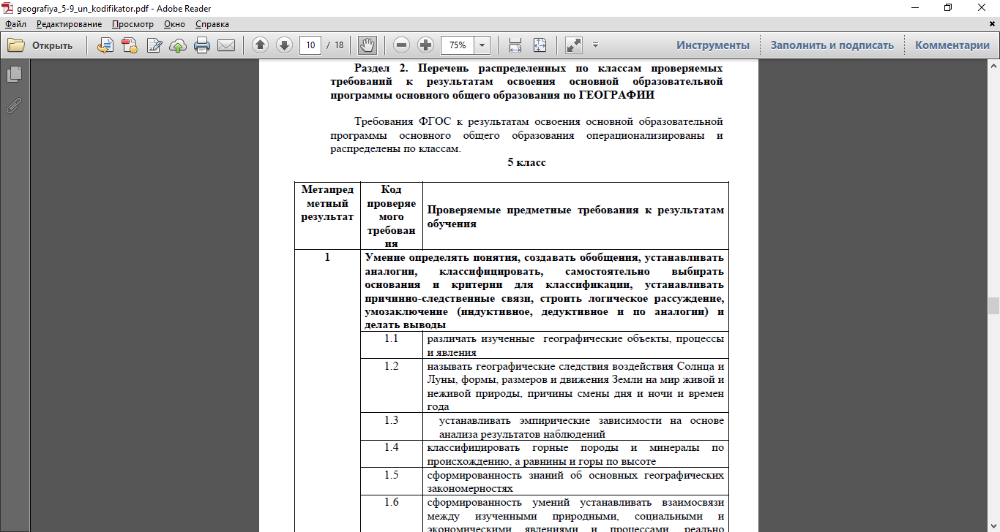 geografiya_5-9_un_kodifikator.pdf - Adobe Reader
Файл Редактирование Просмотр Окно Справка
Открыть 10 / 18 75% Инструменты Заполнить и подписать Комментарии
Раздел 2. Перечень распределенных по классам проверяемых
требований к результатам освоения основной образовательной
программы основного общего образования по ГЕОГРАФИИ
Требования ФГОС к результатам освоения основной образовательной
программы основного общего образования операционализированы и
распределены по классам.
5 класс
Метапред
метный
результат
Код
проверяе
мого
требован
ия
Проверяемые предметные требования к результатам
обучения
1
Умение определять понятия, создавать обобщения, устанавливать
аналогии, классифицировать, самостоятельно выбирать
основания и критерии для классификации, устанавливать
причинно-следственные связи, строить логическое рассуждение,
умозаключение (индуктивное, дедуктивное и по аналогии) и
делать выводы
1.1
различать изученные географические объекты, процессы
и явления
1.2
называть географические следствия воздействия Солнца и
Луны, формы, размеров и движения Земли на мир живой и
неживой природы, причины смены дня и ночи и времен
года
1.3
устанавливать эмпирические зависимости на основе
анализа результатов наблюдений
1.4
классифицировать горные породы и минералы по
происхождению, а равнины и горы по высоте
1.5
сформированность знаний об основных географических
закономерностях
1.6
сформированность умений устанавливать взаимосвязи
между изученными природными, социальными и
экономическими явлениями и процессами, реально